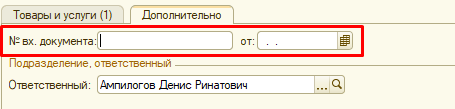 Товары и услуги (1) Дополнительно
№ вх. документа: от: . .
Подразделение, ответственный
Ответственный: Ампилогов Денис Ринатович ...